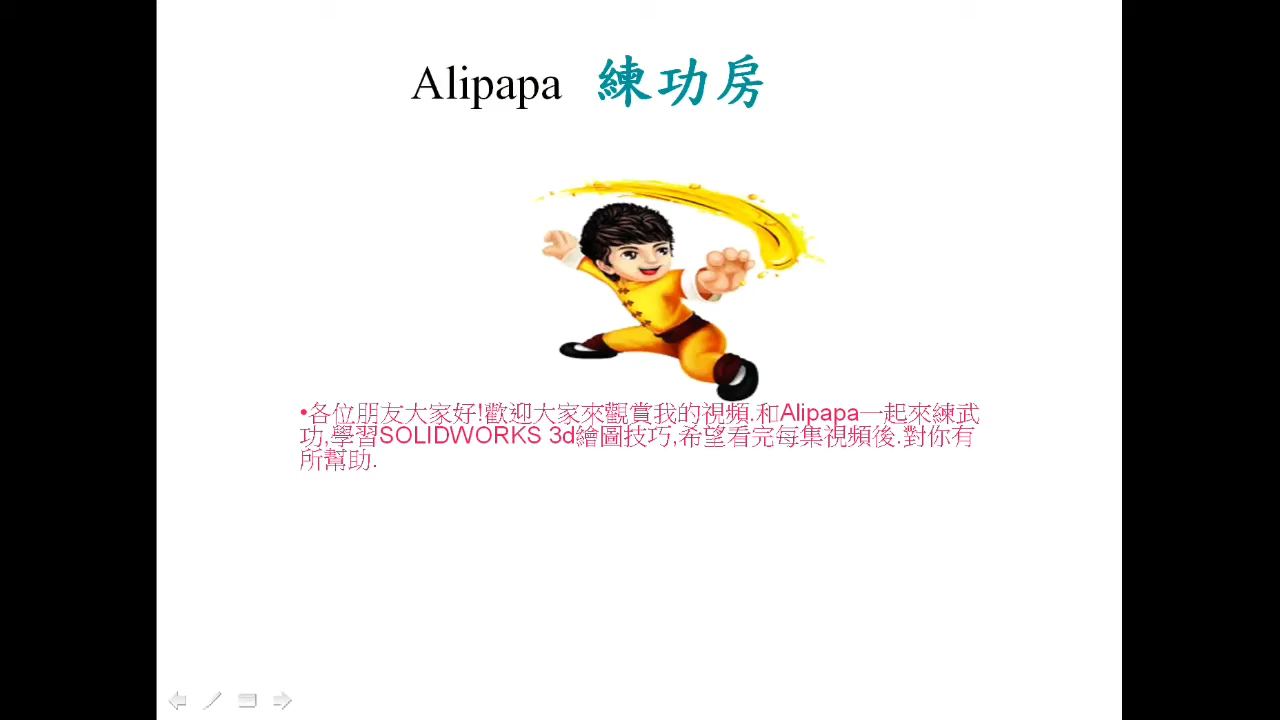 Alipapa 練功房
•各位朋友大家好!歡迎大家來觀賞我的視頻.和Alipapa一起來練武
功,學習SOLIDWORKS 3d繪圖技巧,希望看完每集視頻後.對你有
所幫助.